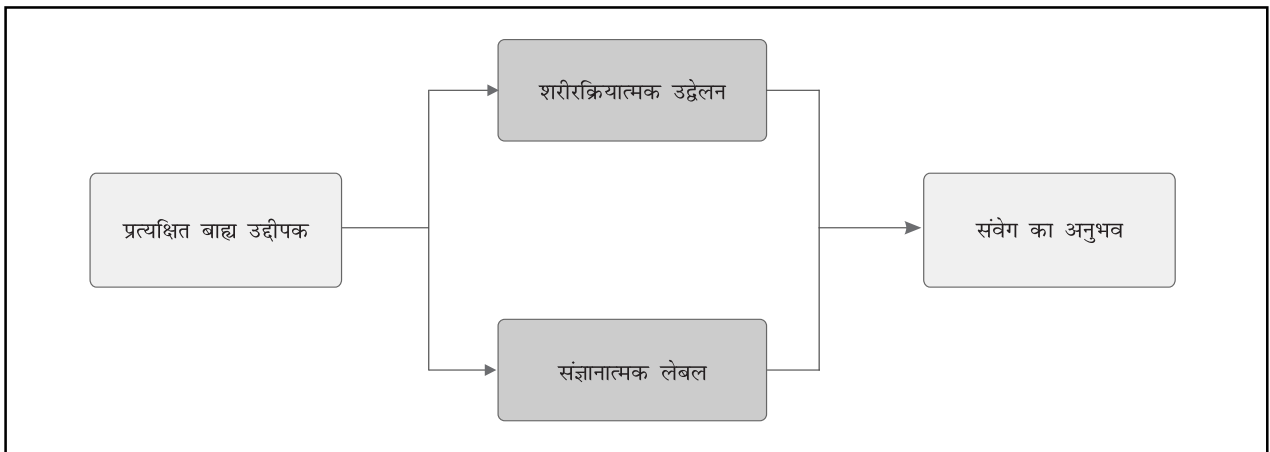 शरीरक्रियात्मक उद्वेलन
प्रत्यक्षित बाह्य उद्दीपक
संवेग का अनुभव
संज्ञानात्मक लेबल